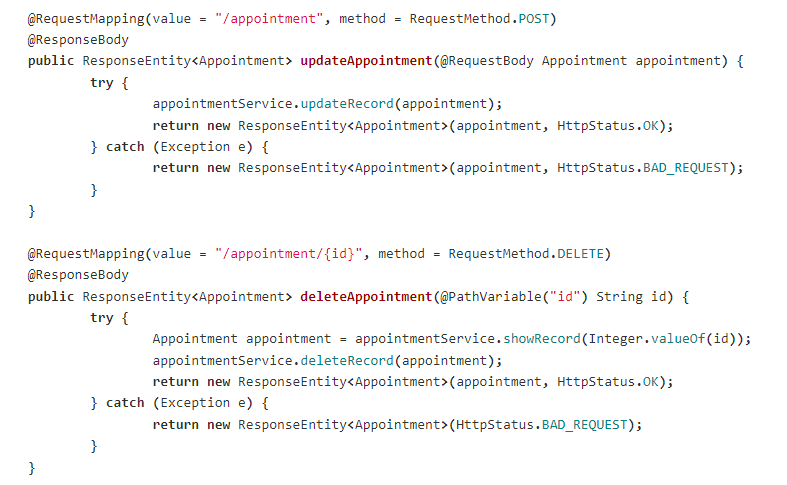 @RequestMapping(value = "/appointment", method = RequestMethod.POST)
@ResponseBody
public ResponseEntity<Appointment> updateAppointment(@RequestBody Appointment appointment) {
try {
appointmentService.updateRecord(appointment);
return new ResponseEntity<Appointment>(appointment, HttpStatus.OK);
} catch (Exception e) {
return new ResponseEntity<Appointment>(appointment, HttpStatus.BAD_REQUEST);
}
}
@RequestMapping(value = "/appointment/{id}", method = RequestMethod.DELETE)
@ResponseBody
public ResponseEntity<Appointment> deleteAppointment(@PathVariable("id") String id) {
try {
Appointment appointment = appointmentService.showRecord(Integer.valueOf(id));
appointmentService.deleteRecord(appointment);
return new ResponseEntity<Appointment>(appointment, HttpStatus.OK);
} catch (Exception e) {
return new ResponseEntity<Appointment>(HttpStatus.BAD_REQUEST);
}
}